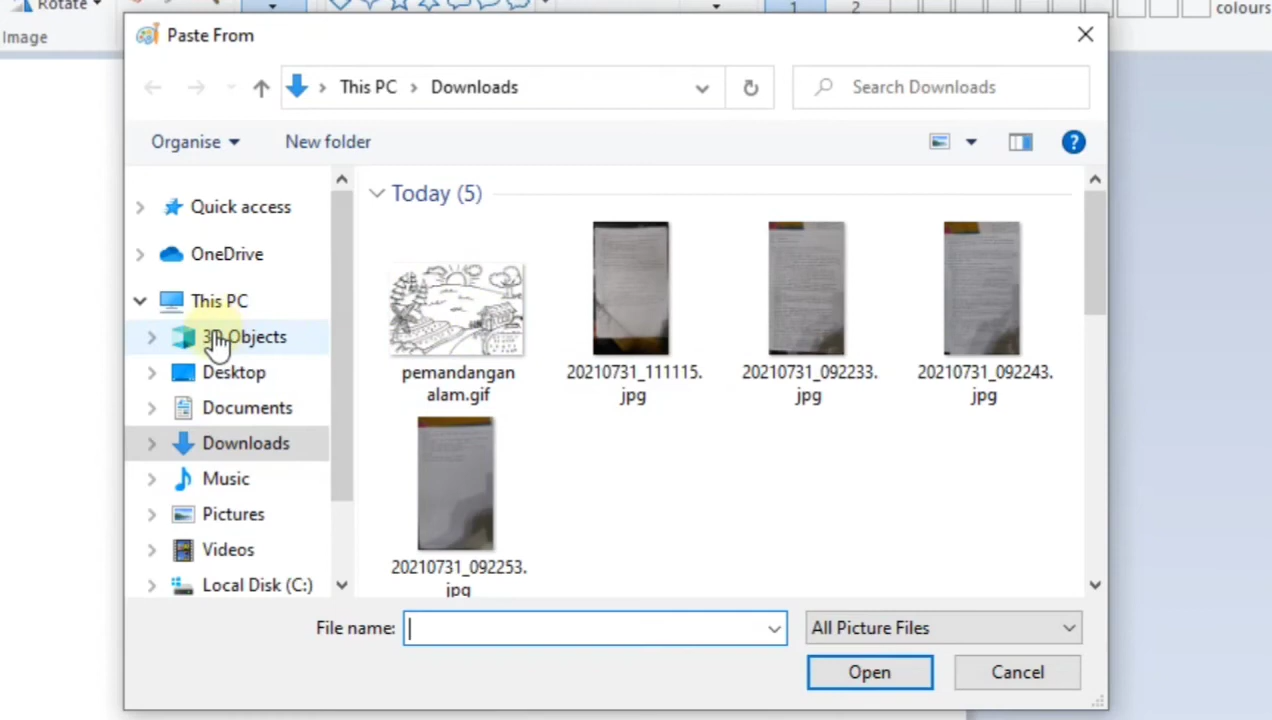 Rotate
Image
1
2
colours
Paste From
This PC
Downloads
Search Downloads
Organise
New folder
Quick access
OneDrive
This PC
3D Objects
Desktop
Documents
Downloads
Music
Pictures
Videos
Local Disk (C:)
Today (5)
pemandangan
alam.gif
20210731_111115.
jpg
20210731_092233.
jpg
20210731_092243.
jpg
20210731_092253.
jpg
File name:
All Picture Files
Open
Cancel